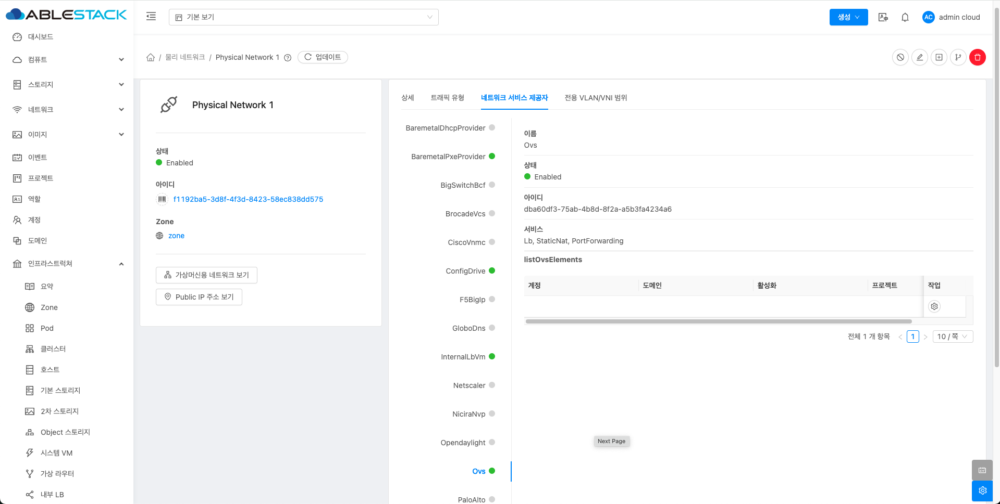 ABLESTACK
기본 보기
생성
AC
admin cloud
대시보드
컴퓨트
스토리지
네트워크
이미지
이벤트
프로젝트
역할
계정
도메인
인프라스트럭쳐
요약
Zone
Pod
클러스터
호스트
기본 스토리지
2차 스토리지
Object 스토리지
시스템 VM
가상 라우터
내부 LB
/ 물리 네트워크 / Physical Network 1
업데이트
Physical Network 1
상태
Enabled
아이디
f1192ba5-3d8f-4f3d-8423-58ec838dd575
Zone
zone
가상머신용 네트워크 보기
Public IP 주소 보기
상세
트래픽 유형
네트워크 서비스 제공자
전용 VLAN/VNI 범위
BaremetalDhcpProvider
BaremetalPxeProvider
BigSwitchBcf
BrocadeVcs
CiscoVnmc
ConfigDrive
F5BigIp
GloboDns
InternalLbVm
Netscaler
NiciraNvp
Opendaylight
Ovs
PaloAlto
이름
Ovs
상태
Enabled
아이디
dba60df3-75ab-4b8d-8f2a-a5b3fa4234a6
서비스
Lb, StaticNat, PortForwarding
listOvsElements
계정 도메인 활성화 프로젝트 작업
전체 1 개 항목 < 1 > 10 / 쪽
Next Page